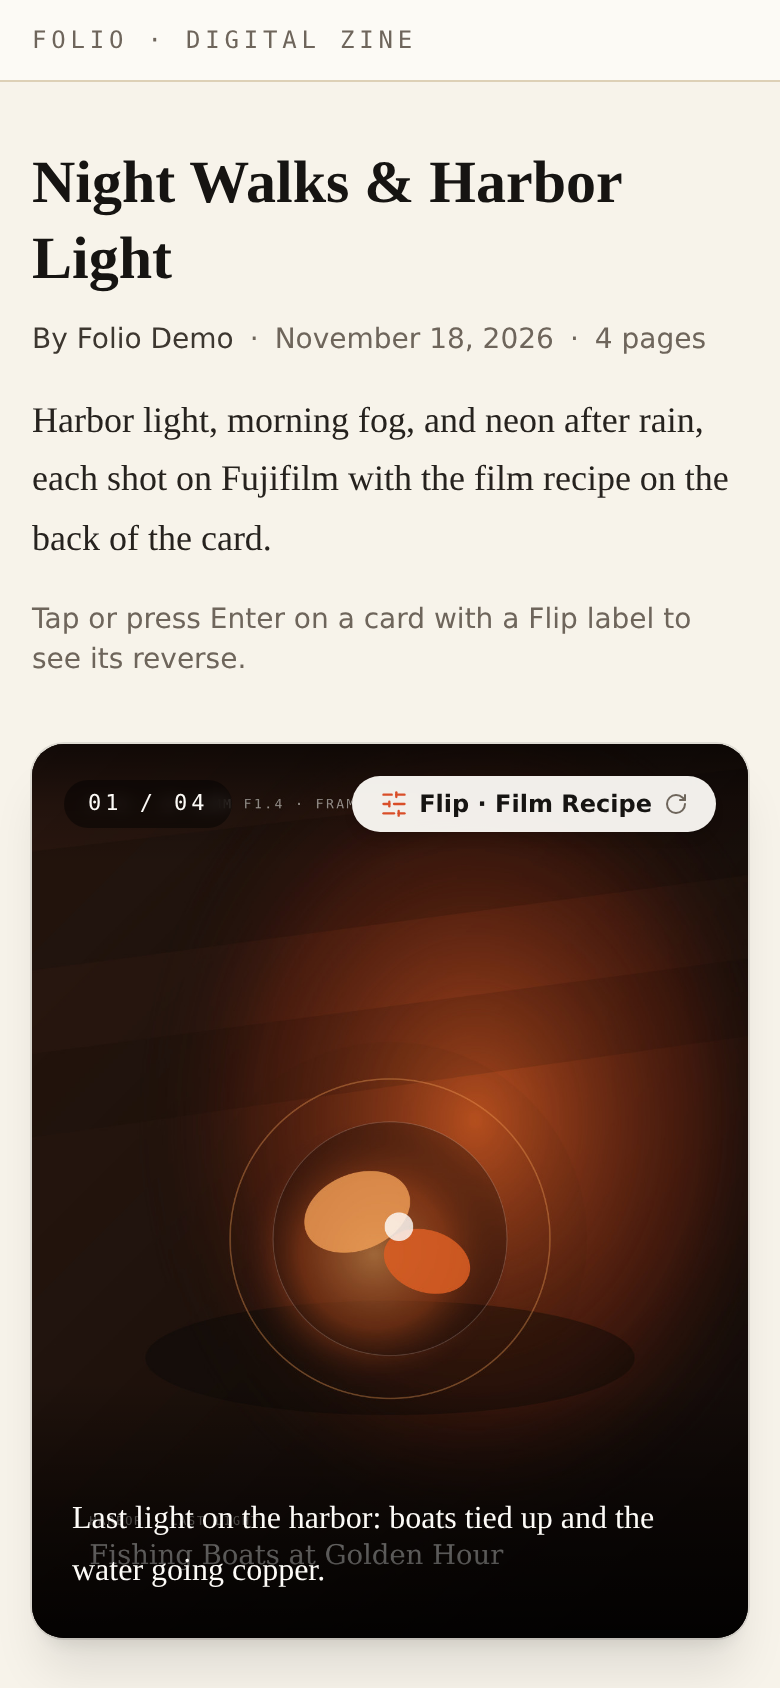 FOLIO · DIGITAL ZINE
Night Walks & Harbor
Light
By Folio Demo · November 18, 2026 · 4 pages
Harbor light, morning fog, and neon after rain,
each shot on Fujifilm with the film recipe on the
back of the card.
Tap or press Enter on a card with a Flip label to
see its reverse.
01 / 04
F1.4 ·
Flip · Film Recipe
Last light on the harbor: boats tied up and the
Fishing Boats at Golden Hour
water going copper.